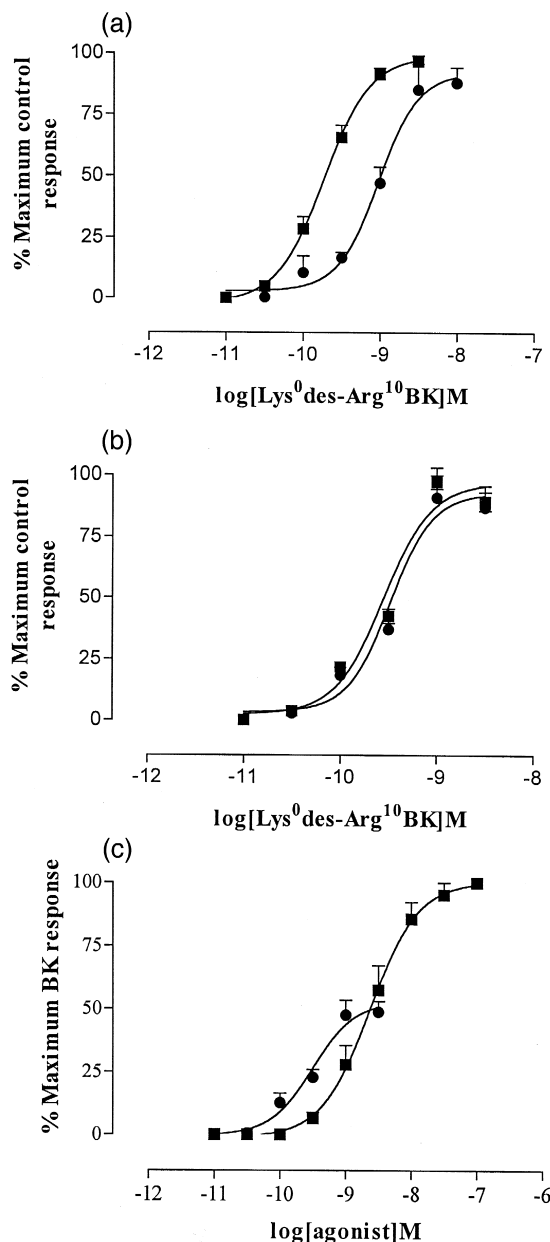 (a)
% Maximum control
response
100
75
50
25
0
-12 -11 -10 -9 -8 -7
log[Lys⁰des-Arg¹⁰BK]M
(b)
% Maximum control
response
100
75
50
25
0
-12 -11 -10 -9 -8
log[Lys⁰des-Arg¹⁰BK]M
(c)
% Maximum BK response
100
75
50
25
0
-12 -11 -10 -9 -8 -7 -6
log[agonist]M